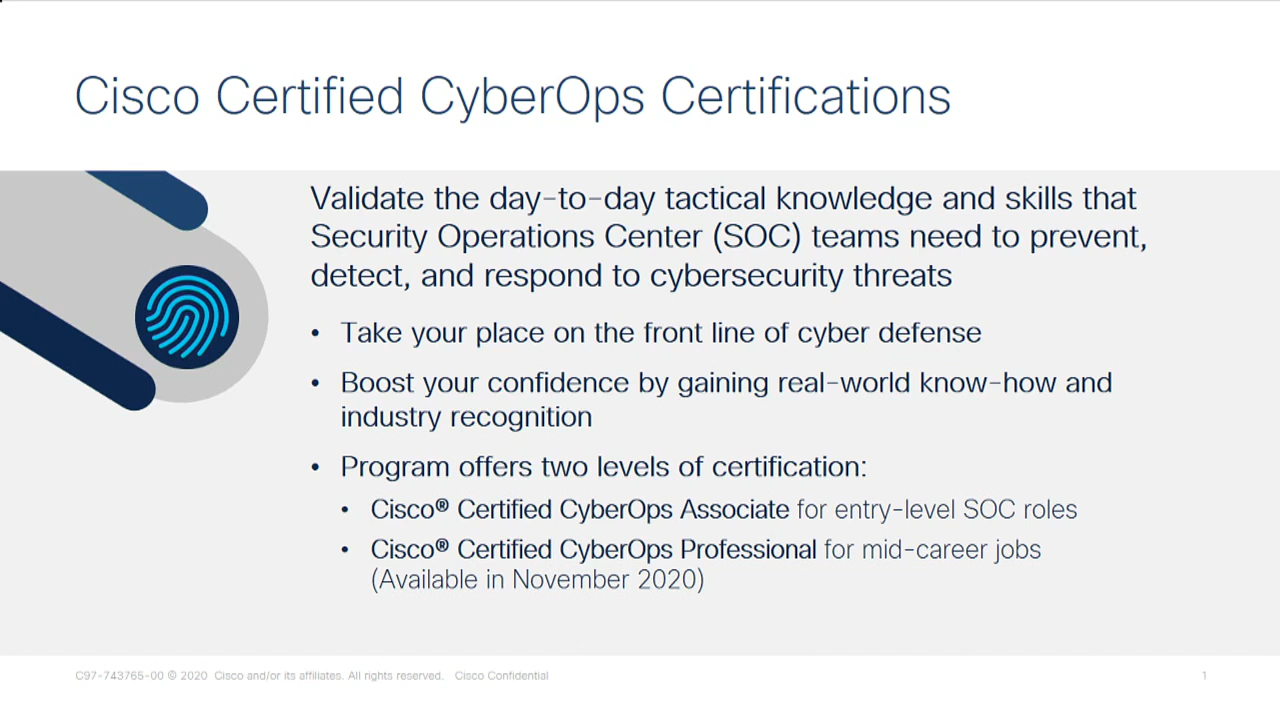 Cisco Certified CyberOps Certifications
Validate the day-to-day tactical knowledge and skills that
Security Operations Center (SOC) teams need to prevent,
detect, and respond to cybersecurity threats
• Take your place on the front line of cyber defense
• Boost your confidence by gaining real-world know-how and
industry recognition
• Program offers two levels of certification:
• Cisco® Certified CyberOps Associate for entry-level SOC roles
• Cisco® Certified CyberOps Professional for mid-career jobs
(Available in November 2020)
C97-743765-00 © 2020 Cisco and/or its affiliates. All rights reserved. Cisco Confidential
1